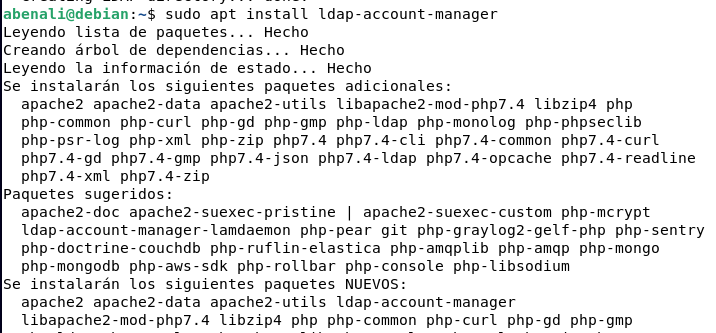 abenali@debian:~$ sudo apt install ldap-account-manager
Leyendo lista de paquetes... Hecho
Creando árbol de dependencias... Hecho
Leyendo la información de estado... Hecho
Se instalarán los siguientes paquetes adicionales:
apache2 apache2-data apache2-utils libapache2-mod-php7.4 libzip4 php
php-common php-curl php-gd php-gmp php-ldap php-monolog php-phpseclib
php-psr-log php-xml php-zip php7.4 php7.4-cli php7.4-common php7.4-curl
php7.4-gd php7.4-gmp php7.4-json php7.4-ldap php7.4-opcache php7.4-readline
php7.4-xml php7.4-zip
Paquetes sugeridos:
apache2-doc apache2-suexec-pristine | apache2-suexec-custom php-mcrypt
ldap-account-manager-lamdaemon php-pear git php-graylog2-gelf-php php-sentry
php-doctrine-couchdb php-ruflin-elastica php-amqplib php-amqp php-mongo
php-mongodb php-aws-sdk php-rollbar php-console php-libsodium
Se instalarán los siguientes paquetes NUEVOS:
apache2 apache2-data apache2-utils ldap-account-manager
libapache2-mod-php7.4 libzip4 php php-common php-curl php-gd php-gmp